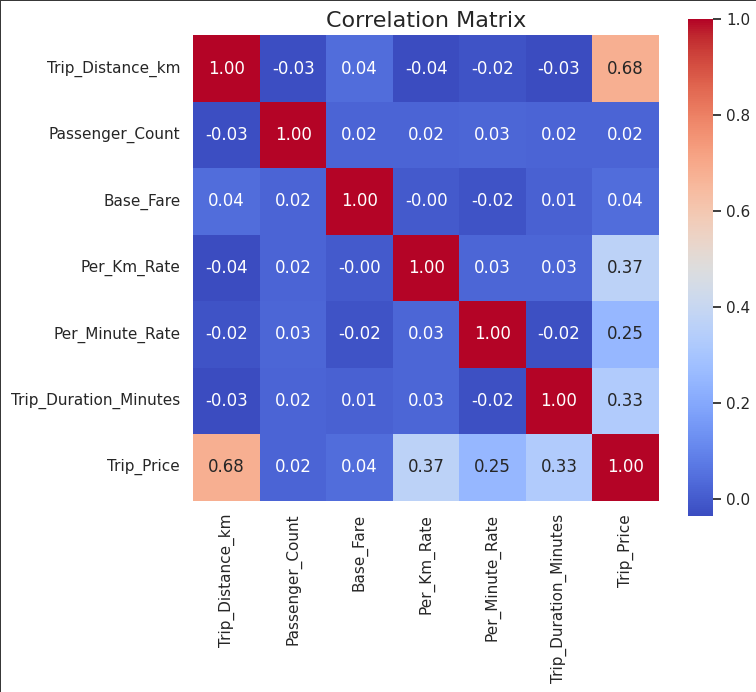 Correlation Matrix
Trip_Distance_km 1.00 -0.03 0.04 -0.04 -0.02 -0.03 0.68
Passenger_Count -0.03 1.00 0.02 0.02 0.03 0.02 0.02
Base_Fare 0.04 0.02 1.00 -0.00 -0.02 0.01 0.04
Per_Km_Rate -0.04 0.02 -0.00 1.00 0.03 0.03 0.37
Per_Minute_Rate -0.02 0.03 -0.02 0.03 1.00 -0.02 0.25
Trip_Duration_Minutes -0.03 0.02 0.01 0.03 -0.02 1.00 0.33
Trip_Price 0.68 0.02 0.04 0.37 0.25 0.33 1.00
Trip_Distance_km
Passenger_Count
Base_Fare
Per_Km_Rate
Per_Minute_Rate
Trip_Duration_Minutes
Trip_Price
1.0
0.8
0.6
0.4
0.2
0.0